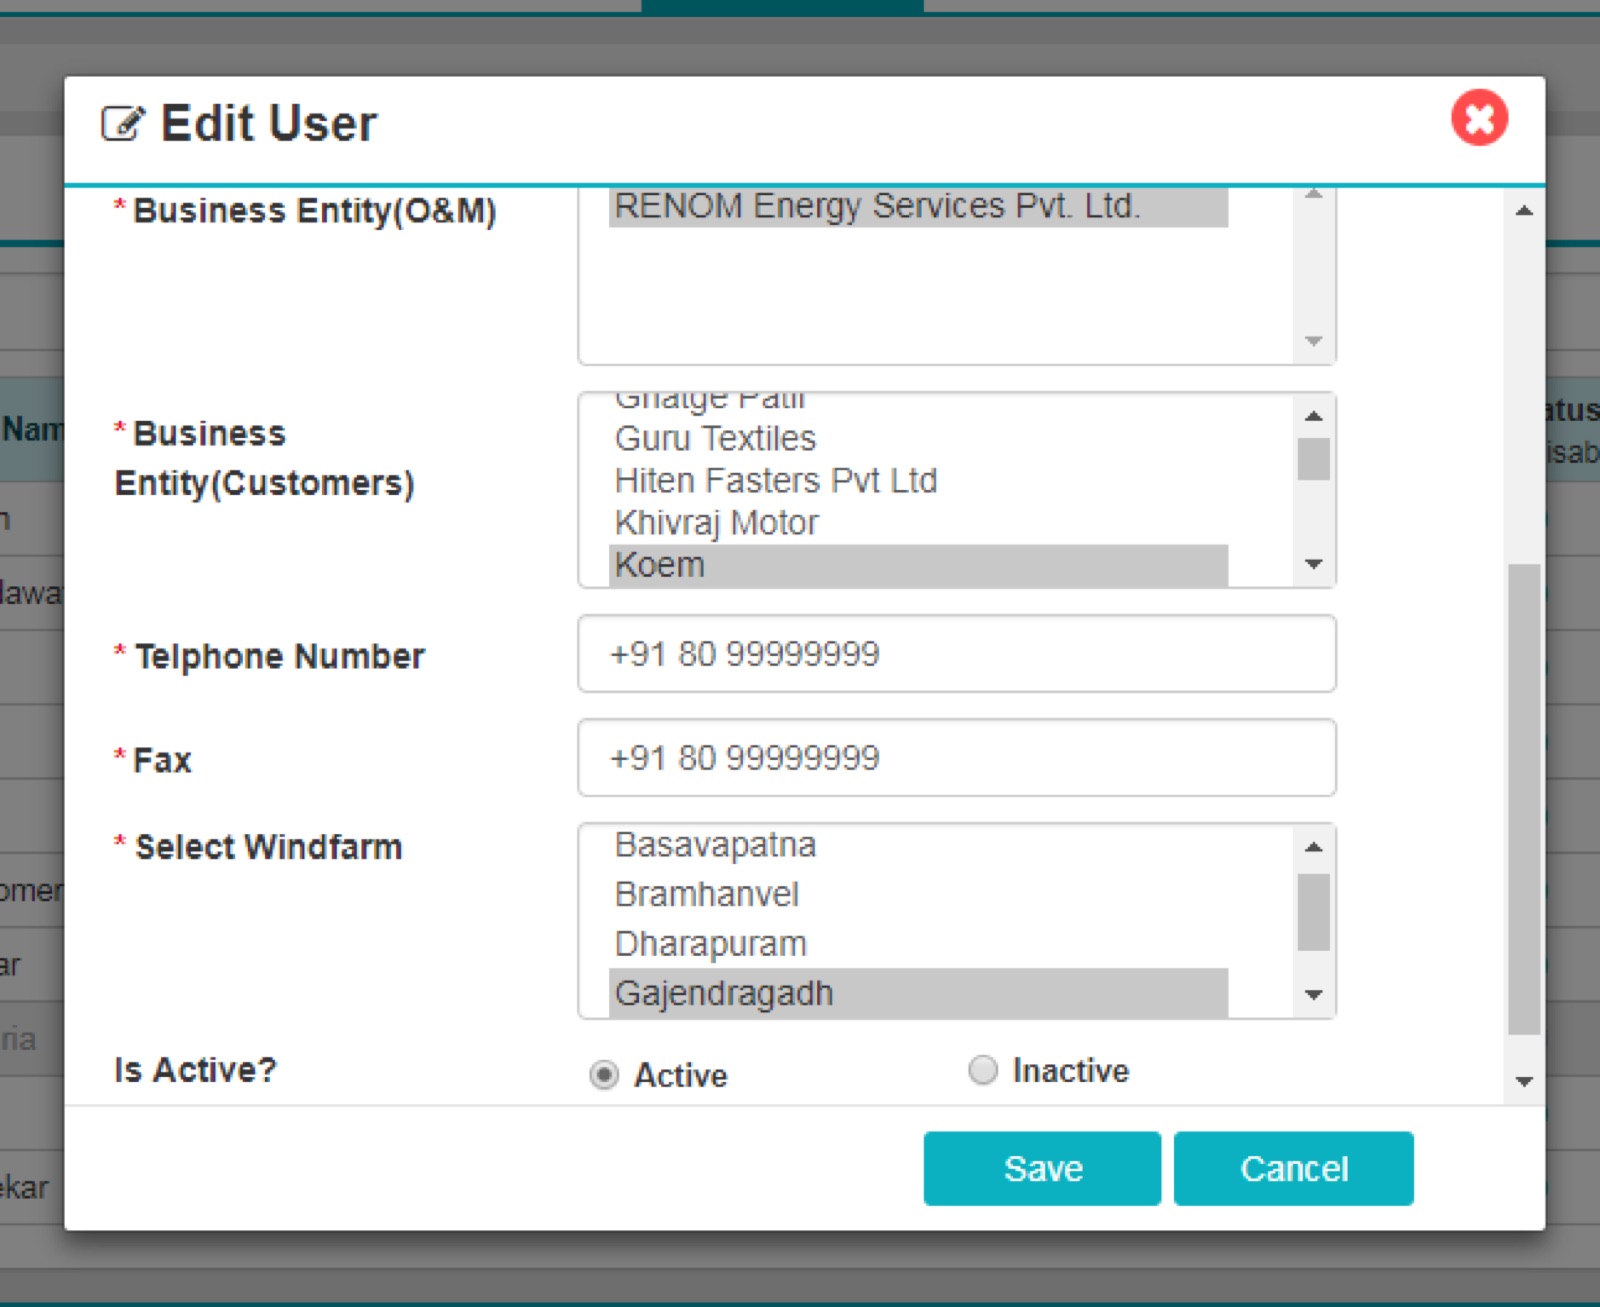 Edit User
* Business Entity(O&M)
RENOM Energy Services Pvt. Ltd.
* Business
Entity(Customers)
Ghatge Patil
Guru Textiles
Hiten Fasters Pvt Ltd
Khivraj Motor
Koem
* Telphone Number
+91 80 99999999
* Fax
+91 80 99999999
* Select Windfarm
Basavapatna
Bramhanvel
Dharapuram
Gajendragadh
Is Active?
Active
Inactive
Save
Cancel